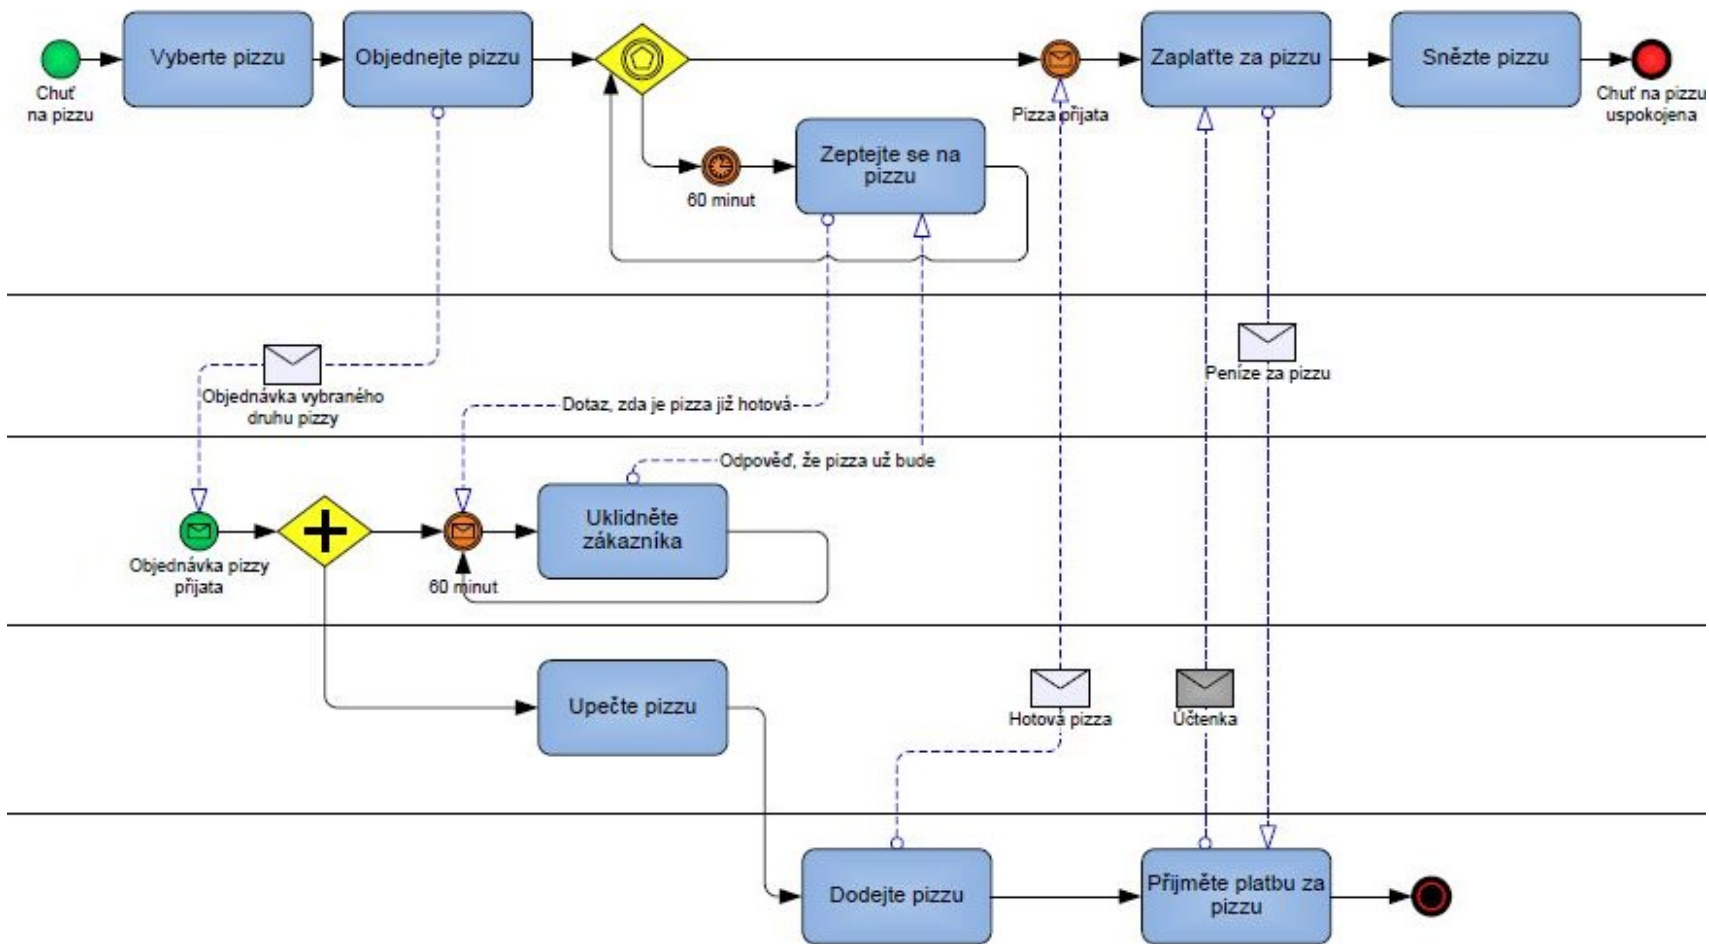 Vyberte pizzu
Objednejte pizzu
Zaplaťte za pizzu
Snězte pizzu
Chuť
na pizzu
Pizza přijata
Chuť na pizzu
uspokojena
Zeptejte se na
pizzu
60 minut
Peníze za pizzu
Objednávka vybraného
druhu pizzy
Dotaz, zda je pizza již hotová
Odpověď, že pizza už bude
Uklidněte
zákazníka
Objednávka pizzy
přijata
60 minut
Upečte pizzu
Hotová pizza
Účtenka
Dodejte pizzu
Přijměte platbu za
pizzu